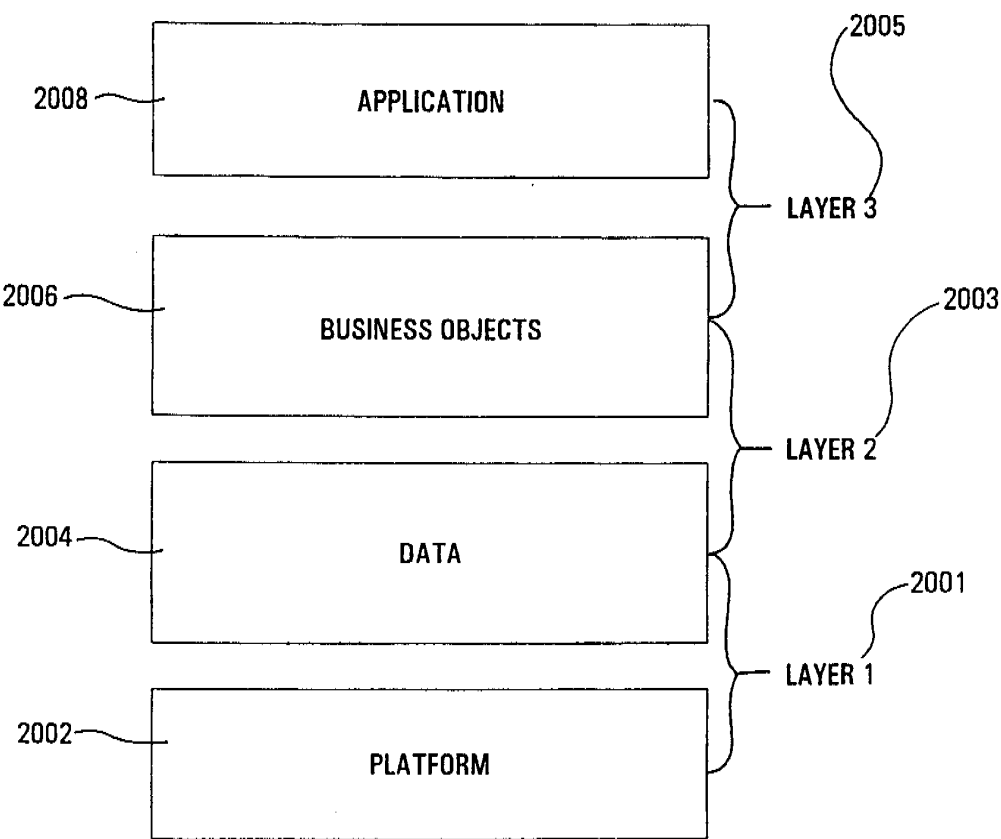 2005
2008
APPLICATION
LAYER 3
2006
2003
BUSINESS OBJECTS
LAYER 2
2004
DATA
2001
LAYER 1
2002
PLATFORM